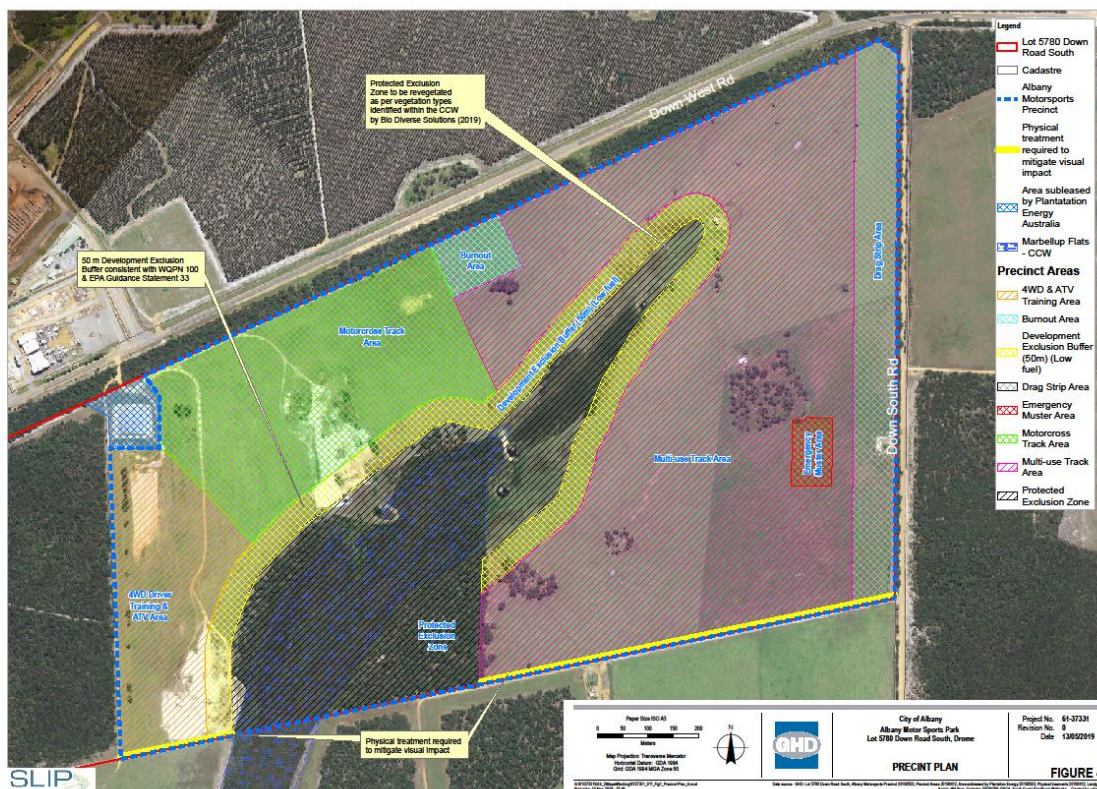 Protected Exclusion
Zone to be revegetated
as per vegetation types
identified within the CCW
by Bio Diverse Solutions (2019)
Down West Rd
50 m Development Exclusion
Buffer consistent with WQPN 100
& EPA Guidance Statement 33
Burnout
Area
Motorcross Track
Area
Development Exclusion Buffer (50m) (Low fuel)
Drag Strip Area
Down South Rd
Multi-use Track Area
Emergency
Muster Area
4WD Driver
Training &
ATV Area
Protected
Exclusion
Zone
Physical treatment required
to mitigate visual impact
Legend
Lot 5780 Down
Road South
Cadastre
Albany
Motorsports
Precinct
Physical
treatment
required to
mitigate visual
impact
Area subleased
by Plantatation
Energy
Australia
Marbellup Flats
- CCW
Precinct Areas
4WD & ATV
Training Area
Burnout Area
Development
Exclusion Buffer
(50m) (Low
fuel)
Drag Strip Area
Emergency
Muster Area
Motorcross
Track Area
Multi-use Track
Area
Protected
Exclusion Zone
SLIP
Paper Size ISO A3
0 50 100 150 200
Meters
Map Projection: Transverse Mercator
Horizontal Datum: GDA 1994
Grid: GDA 1994 MGA Zone 50
N
GHD
City of Albany
Albany Motor Sports Park
Lot 5780 Down Road South, Drome
PRECINT PLAN
Project No. 61-37331
Revision No. 0
Date 13/05/2019
FIGURE